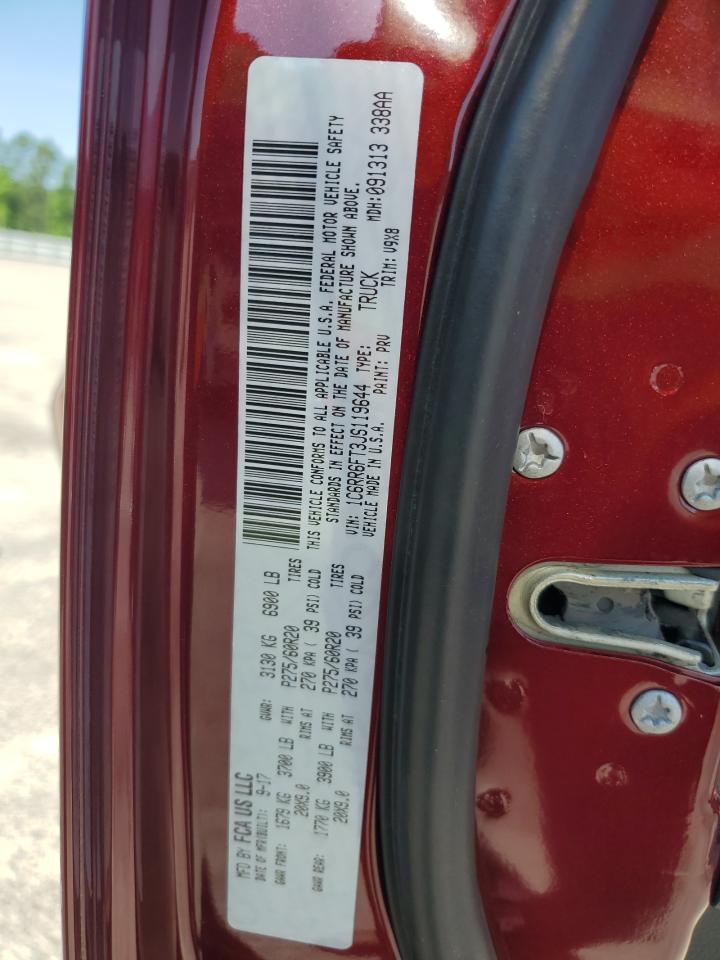 MFD BY FCA US LLC
DATE OF MFR(BUILT): 9-17 GVWR: 3130 KG 6900 LB
GAWR FRONT: 1679 KG 3700 LB WITH P275/60R20 TIRES
20X9.0 RIMS AT 270 KPA ( 39 PSI) COLD
GAWR REAR: 1770 KG 3900 LB WITH P275/60R20 TIRES
20X9.0 RIMS AT 270 KPA ( 39 PSI) COLD
THIS VEHICLE CONFORMS TO ALL APPLICABLE U.S.A. FEDERAL MOTOR VEHICLE SAFETY
STANDARDS IN EFFECT ON THE DATE OF MANUFACTURE SHOWN ABOVE.
VIN: 1C6RR6FT3JS119644 TYPE: TRUCK MDH:091313 338AA
VEHICLE MADE IN U.S.A. PAINT: PRV TRIM: V9X8